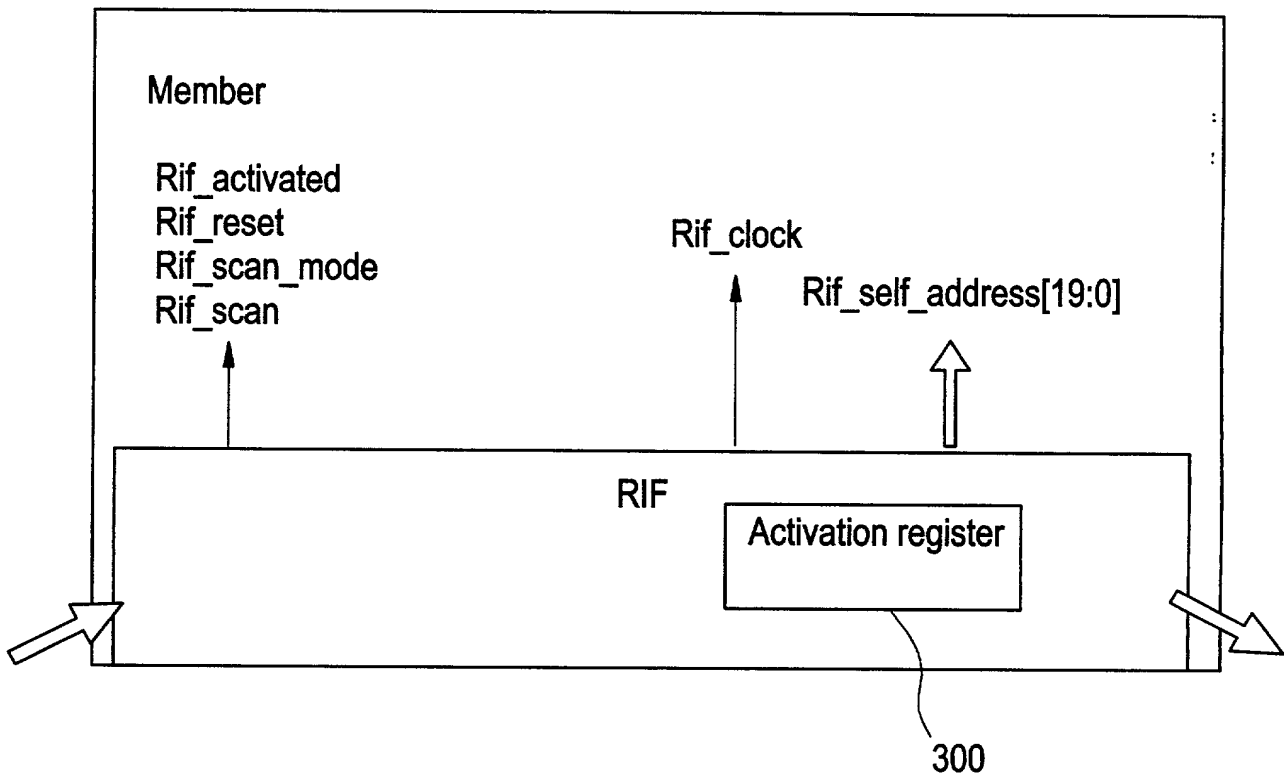 Member
Rif_activated
Rif_reset
Rif_scan_mode
Rif_scan
Rif_clock
Rif_self_address[19:0]
RIF
Activation register
300